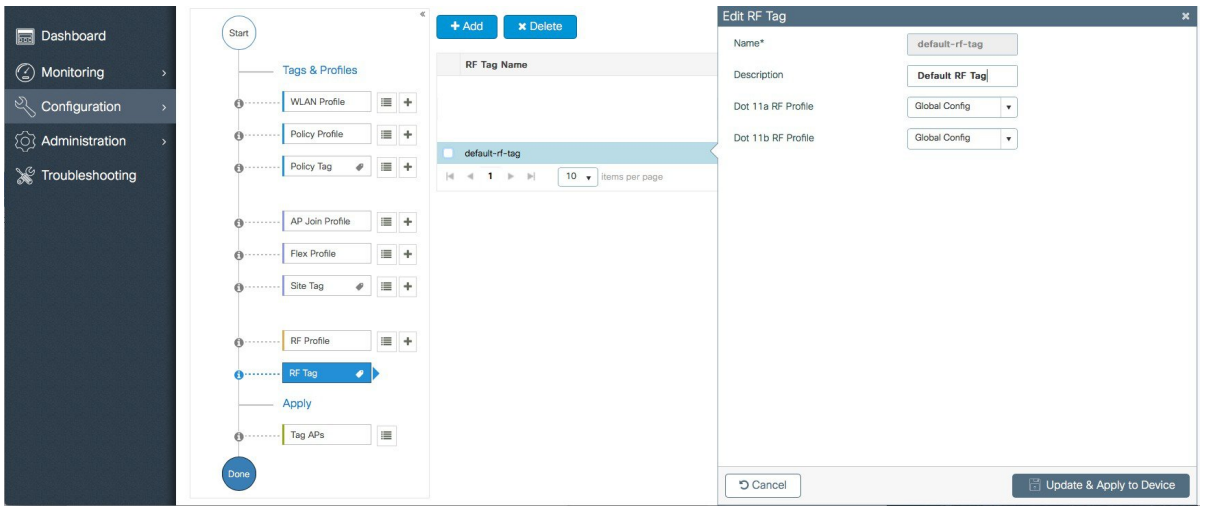 Dashboard
Monitoring
Configuration
Administration
Troubleshooting
Start
Tags & Profiles
WLAN Profile
Policy Profile
Policy Tag
AP Join Profile
Flex Profile
Site Tag
RF Profile
RF Tag
Apply
Tag APs
Done
Add
Delete
RF Tag Name
default-rf-tag
1
10 items per page
Edit RF Tag
Name* default-rf-tag
Description Default RF Tag
Dot 11a RF Profile Global Config
Dot 11b RF Profile Global Config
Cancel
Update & Apply to Device